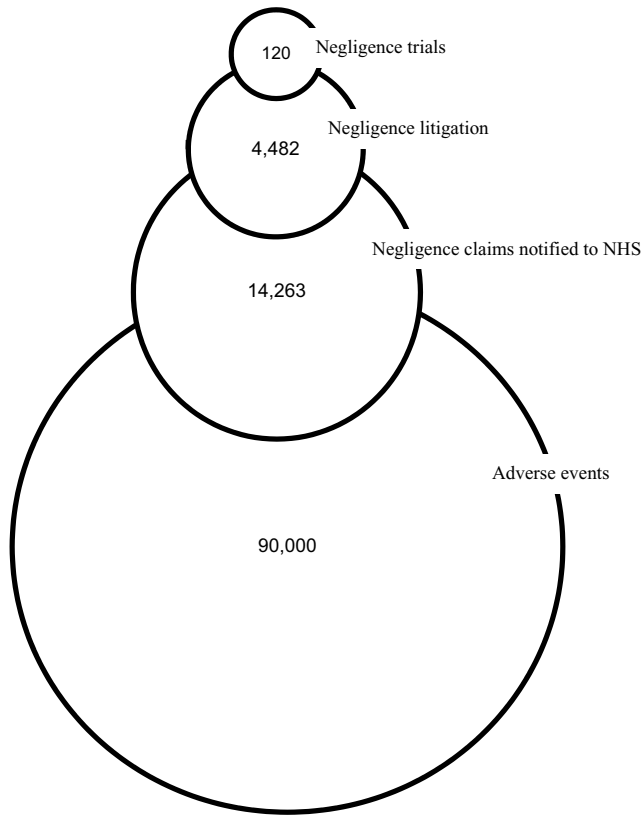 120
Negligence trials
Negligence litigation
4,482
Negligence claims notified to NHS
14,263
Adverse events
90,000